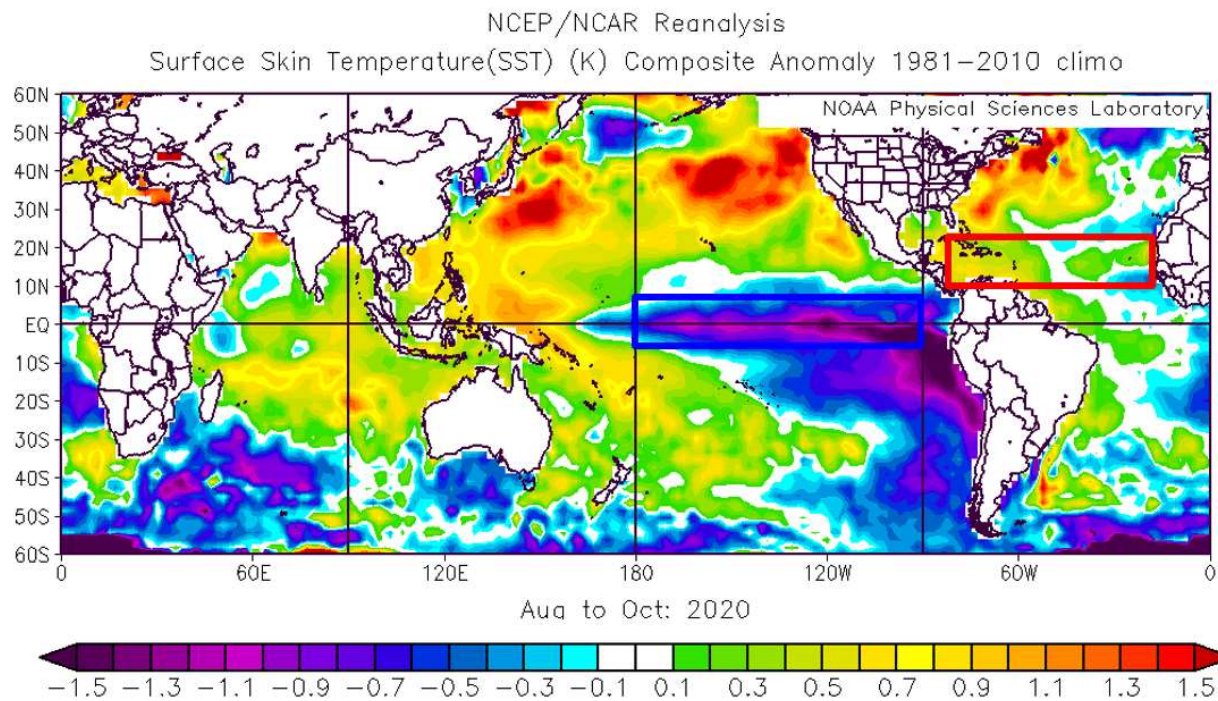 NCEP/NCAR Reanalysis
Surface Skin Temperature(SST) (K) Composite Anomaly 1981-2010 climo
NOAA Physical Sciences Laboratory
60N
50N
40N
30N
20N
10N
EQ
10S
20S
30S
40S
50S
60S
0 60E 120E 180 120W 60W 0
Aug to Oct: 2020
-1.5 -1.3 -1.1 -0.9 -0.7 -0.5 -0.3 -0.1 0.1 0.3 0.5 0.7 0.9 1.1 1.3 1.5